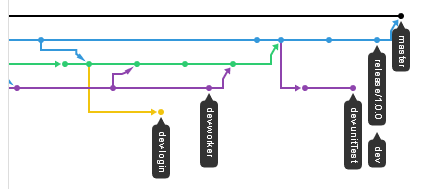 master
release/1.0.0
dev.worker
dev.unitTest
dev.login
dev